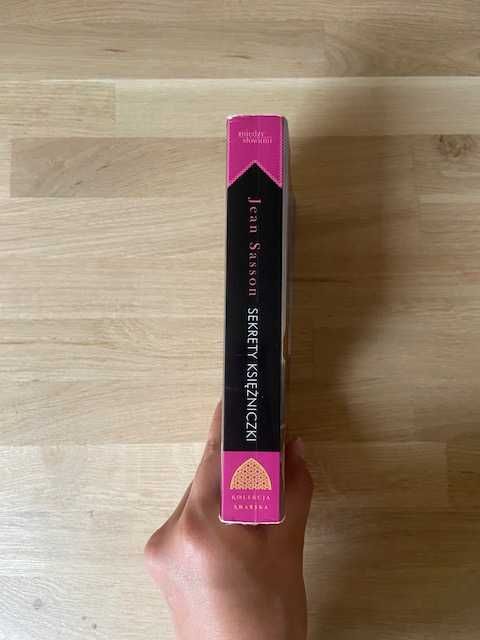 między
słowami
Jean Sasson
SEKRETY KSIĘŻNICZKI
KOLEKCJA
ARABSKA